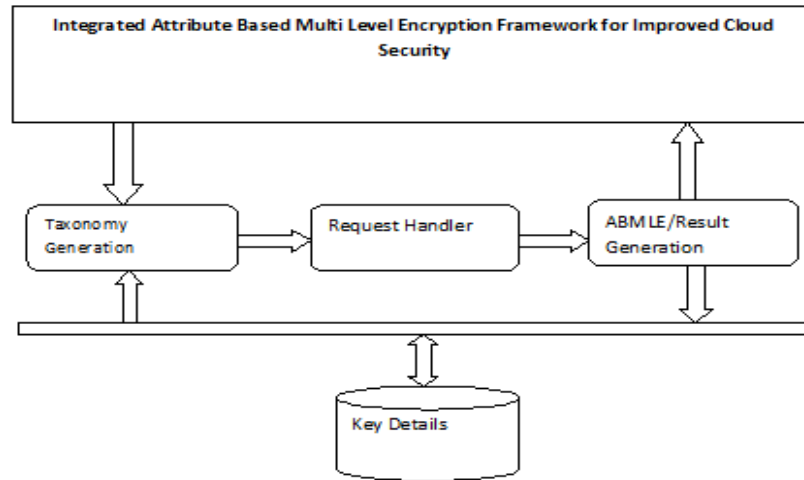 Integrated Attribute Based Multi Level Encryption Framework for Improved Cloud
Security
Taxonomy
Generation
Request Handler
ABMLE/Result
Generation
Key Details